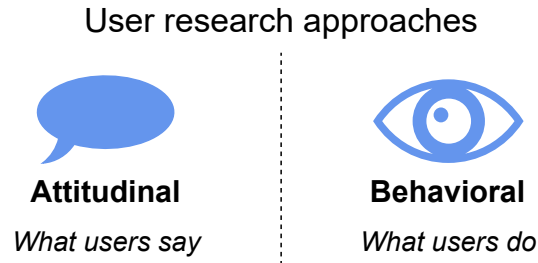 User research approaches
Attitudinal
What users say
Behavioral
What users do